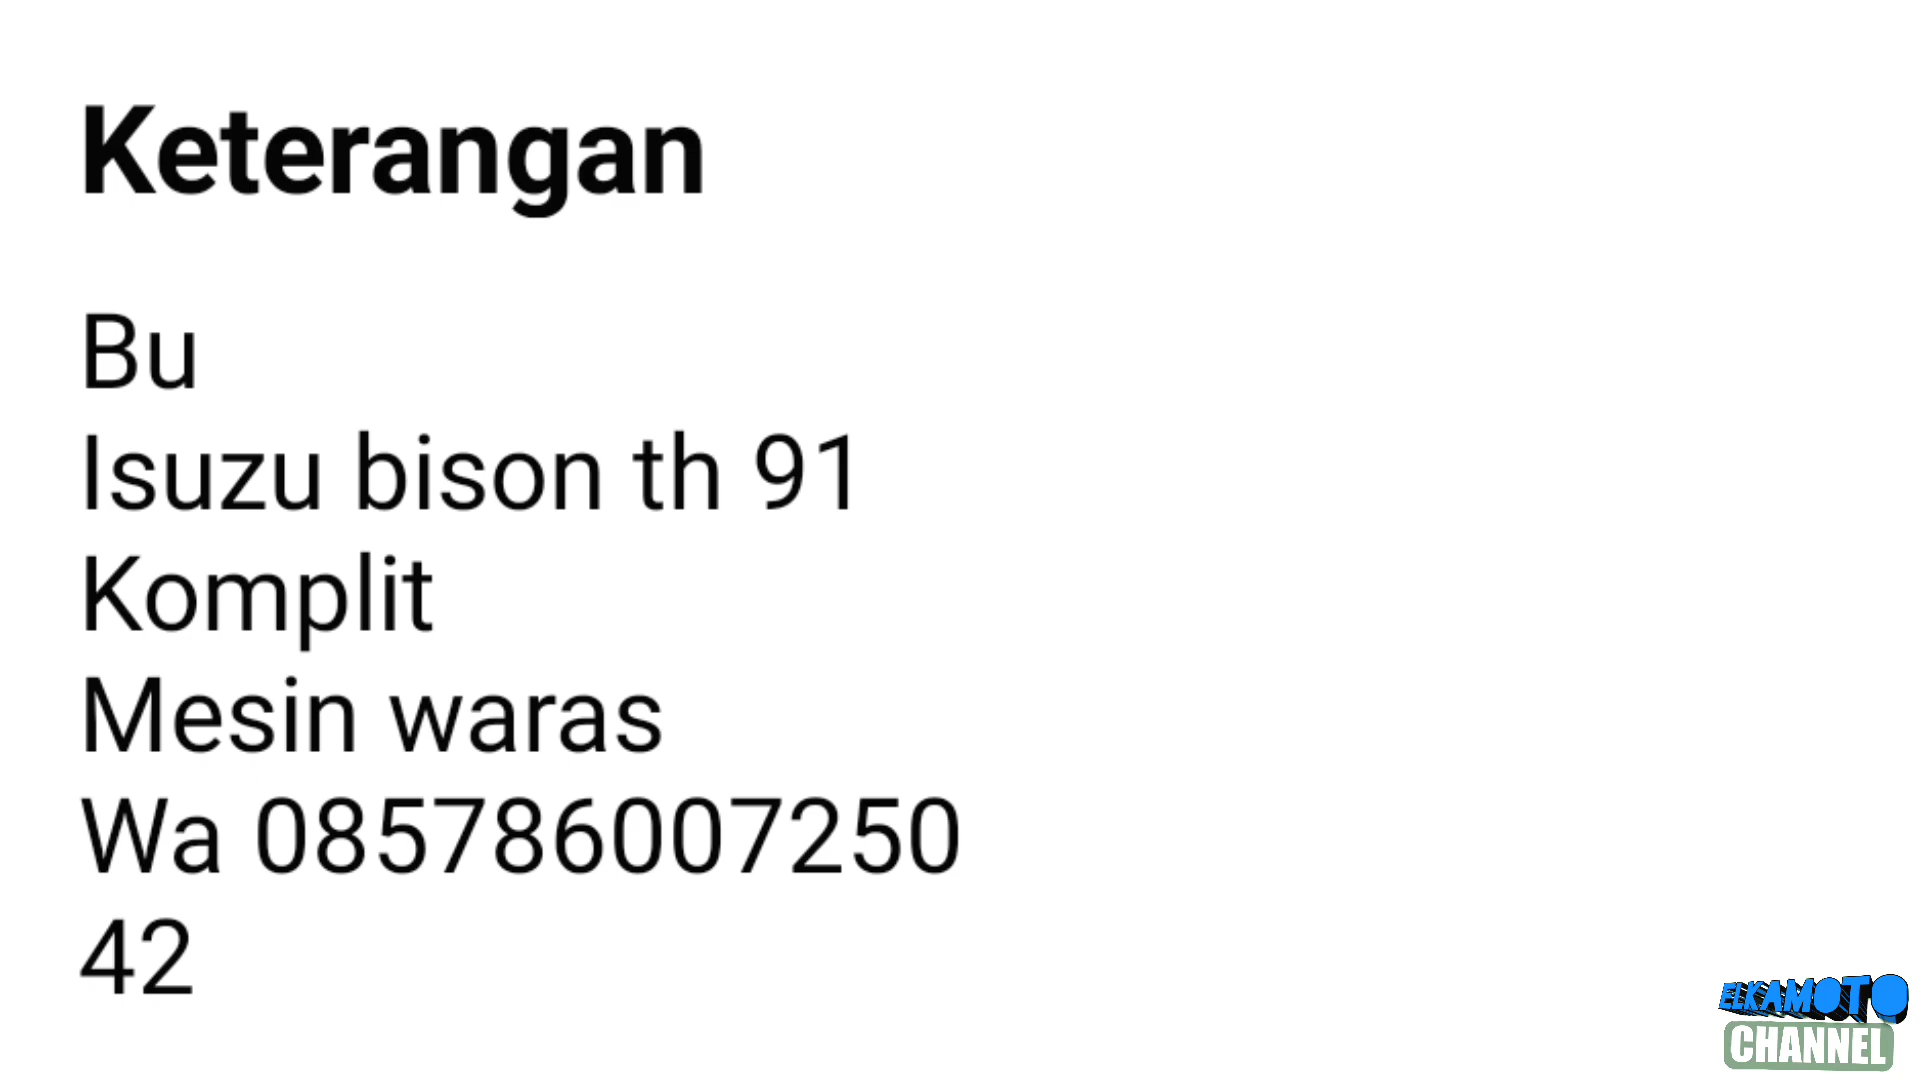 Keterangan
Bu
Isuzu bison th 91
Komplit
Mesin waras
Wa 085786007250
42
ELKAMOTO
CHANNEL